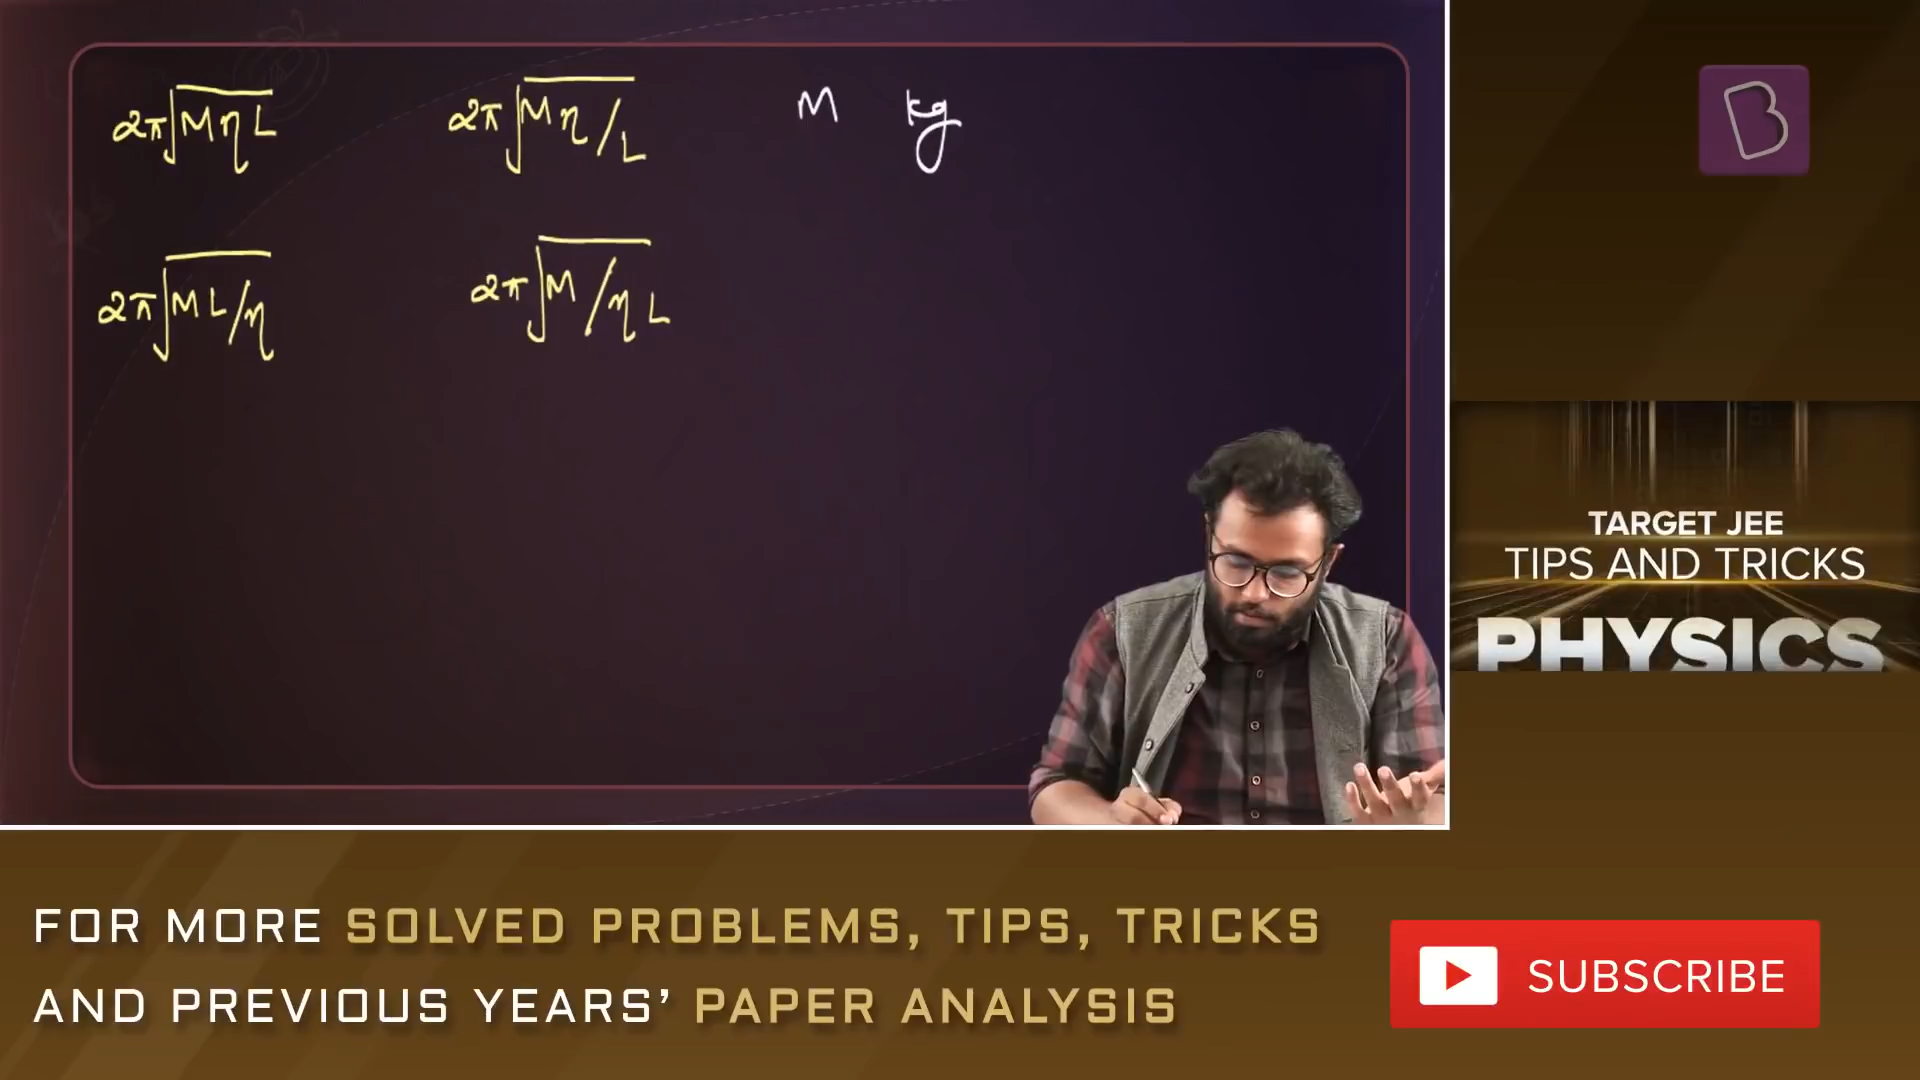 2π√MηL 2π√Mη/L M kg
2π√ML/η 2π√M/ηL
B
TARGET JEE
TIPS AND TRICKS
PHYSICS
FOR MORE SOLVED PROBLEMS, TIPS, TRICKS
AND PREVIOUS YEARS’ PAPER ANALYSIS
SUBSCRIBE